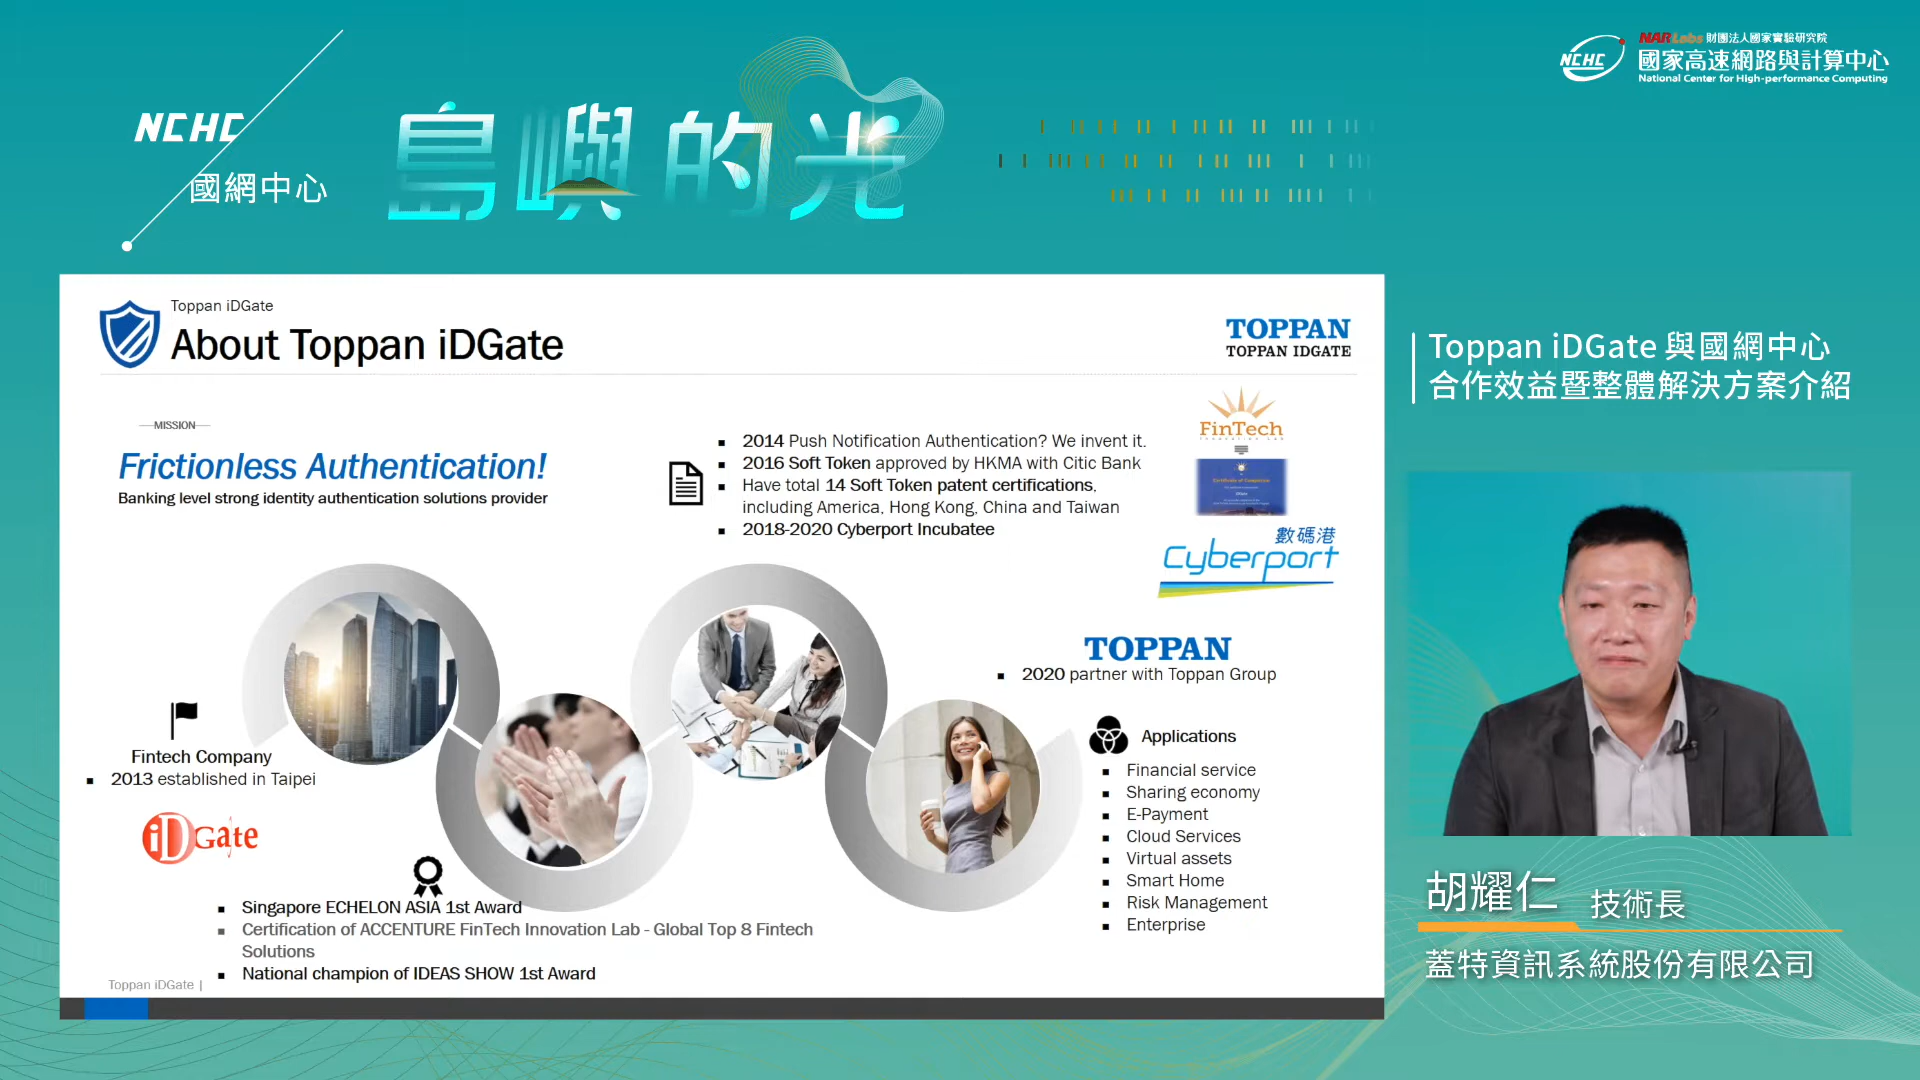 NCHC
國網中心
島嶼的光
NCHC
NARLabs 財團法人國家實驗研究院
國家高速網路與計算中心
National Center for High-performance Computing
Toppan iDGate
About Toppan iDGate
TOPPAN
TOPPAN IDGATE
MISSION
Frictionless Authentication!
Banking level strong identity authentication solutions provider
2014 Push Notification Authentication? We invent it.
2016 Soft Token approved by HKMA with Citic Bank
Have total 14 Soft Token patent certifications,
including America, Hong Kong, China and Taiwan
2018-2020 Cyberport Incubatee
FinTech
數碼港
Cyberport
TOPPAN
2020 partner with Toppan Group
Fintech Company
2013 established in Taipei
iDGate
Singapore ECHELON ASIA 1st Award
Certification of ACCENTURE FinTech Innovation Lab - Global Top 8 Fintech
Solutions
National champion of IDEAS SHOW 1st Award
Applications
Financial service
Sharing economy
E-Payment
Cloud Services
Virtual assets
Smart Home
Risk Management
Enterprise
Toppan iDGate |
Toppan iDGate 與國網中心
合作效益暨整體解決方案介紹
胡耀仁 技術長
蓋特資訊系統股份有限公司